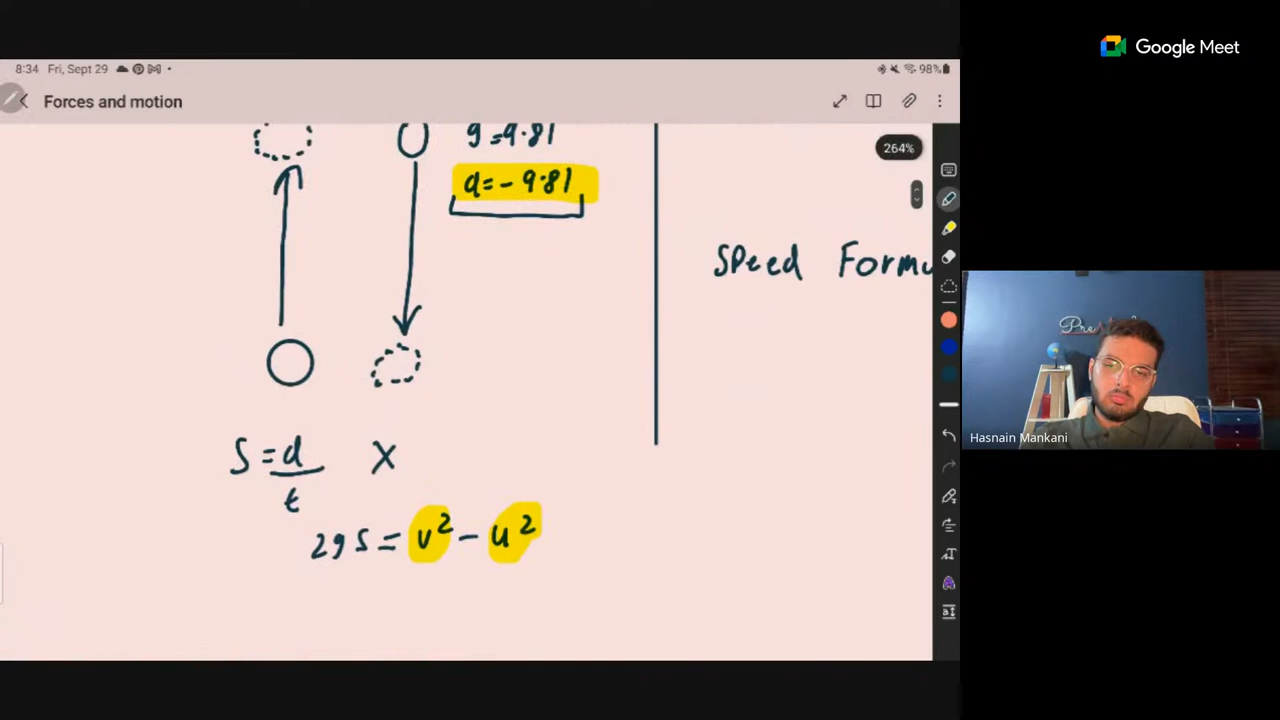 Google Meet
8:34 Fri, Sept 29
98%
Forces and motion
g=9.81
264%
a=-9.81
Speed Formu
Hasnain Mankani
S=d/t X
2gs=v²-u²